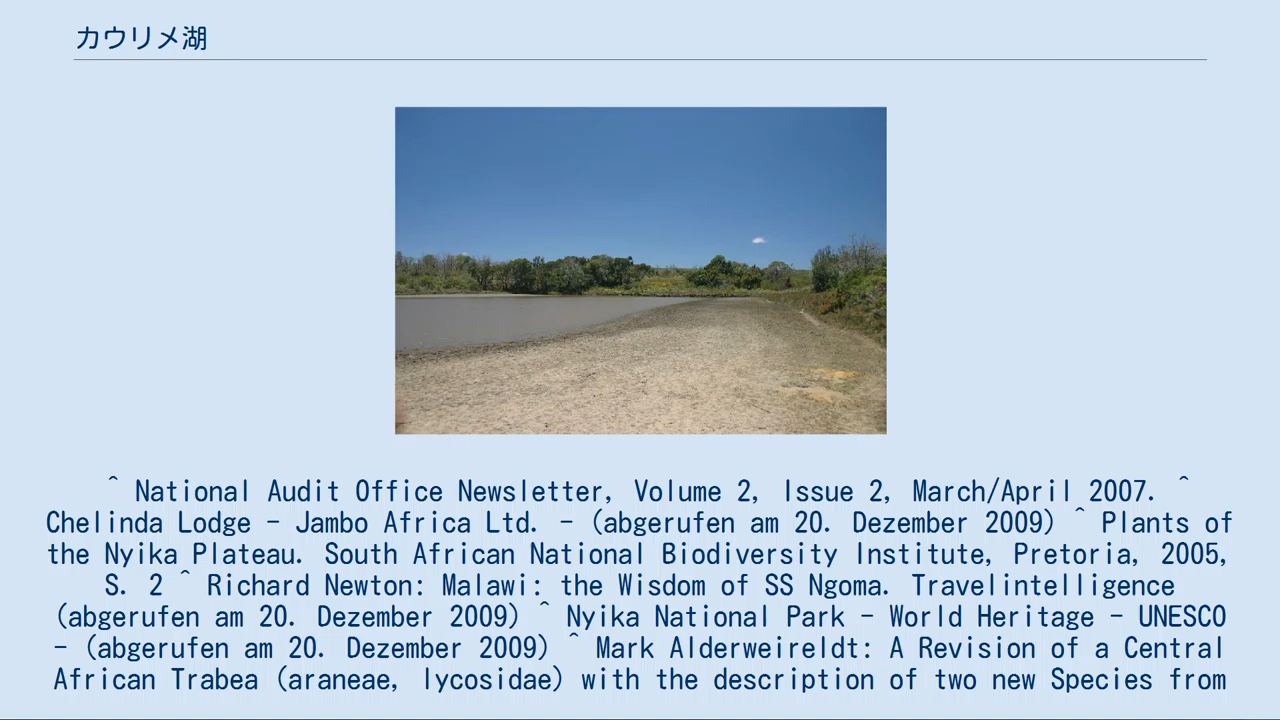 カウリメ湖
^ National Audit Office Newsletter, Volume 2, Issue 2, March/April 2007. ^
Chelinda Lodge - Jambo Africa Ltd. - (abgerufen am 20. Dezember 2009) ^ Plants of
the Nyika Plateau. South African National Biodiversity Institute, Pretoria, 2005,
S. 2 ^ Richard Newton: Malawi: the Wisdom of SS Ngoma. Travelintelligence
(abgerufen am 20. Dezember 2009) ^ Nyika National Park - World Heritage - UNESCO
- (abgerufen am 20. Dezember 2009) ^ Mark Alderweireldt: A Revision of a Central
African Trabea (araneae, lycosidae) with the description of two new Species from